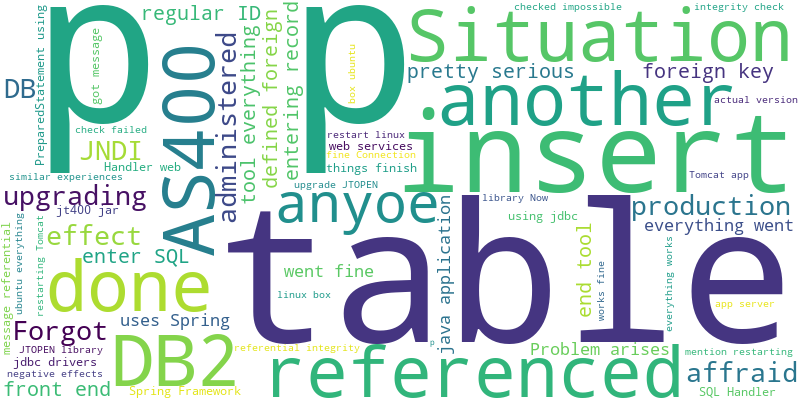 p p
Situation
checked impossible
integrity check
regular ID
pretty serious
foreign key
another
actual version
DB
PreparedStatement using
got message
AS400
administered
tool everything
defined foreign
entering record
box ubuntu
insert
check failed
JNDI
Handler web
similar experiences
restart linux
web services
fine Connection
things finish
Tomcat app
upgrading
jt400 jar
upgrade JTOPEN
anyoe
library Now
production
using jdbc
everything went
message referential
ubuntu everything
restarting Tomcat
effect
enter SQL
table
java application
end tool
works fine
everything works
done
went fine
linux box
app server
Forgot
uses Spring
DB2
JTOPEN library
jdbc drivers
negative effects
front end
Spring Framework
referential integrity
p
referenced
Problem arises
mention restarting
affraid
SQL Handler